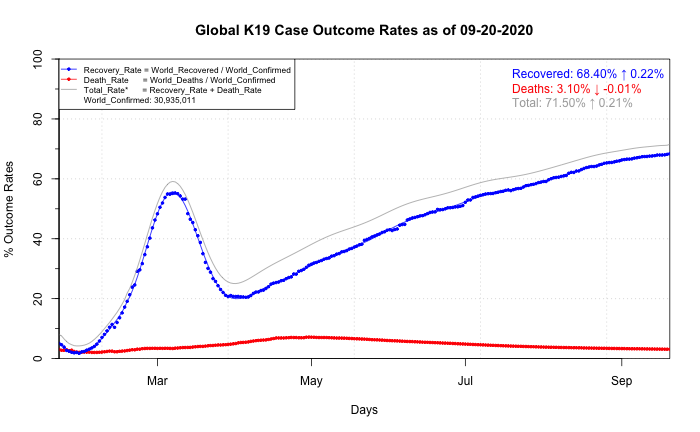 Global K19 Case Outcome Rates as of 09-20-2020
Recovery_Rate = World_Recovered / World_Confirmed
Death_Rate = World_Deaths / World_Confirmed
Total_Rate* = Recovery_Rate + Death_Rate
World_Confirmed: 30,935,011
Recovered: 68.40% ↑ 0.22%
Deaths: 3.10% ↓ -0.01%
Total: 71.50% ↑ 0.21%
% Outcome Rates
100
80
60
40
20
0
Mar May Jul Sep
Days